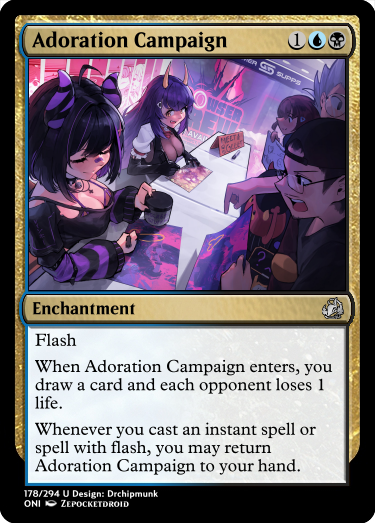 Adoration Campaign 1
SUPPS
Enchantment
Flash
When Adoration Campaign enters, you
draw a card and each opponent loses 1
life.
Whenever you cast an instant spell or
spell with flash, you may return
Adoration Campaign to your hand.
178/294 U Design: Drchipmunk
ONI ZEPOCKETDROID